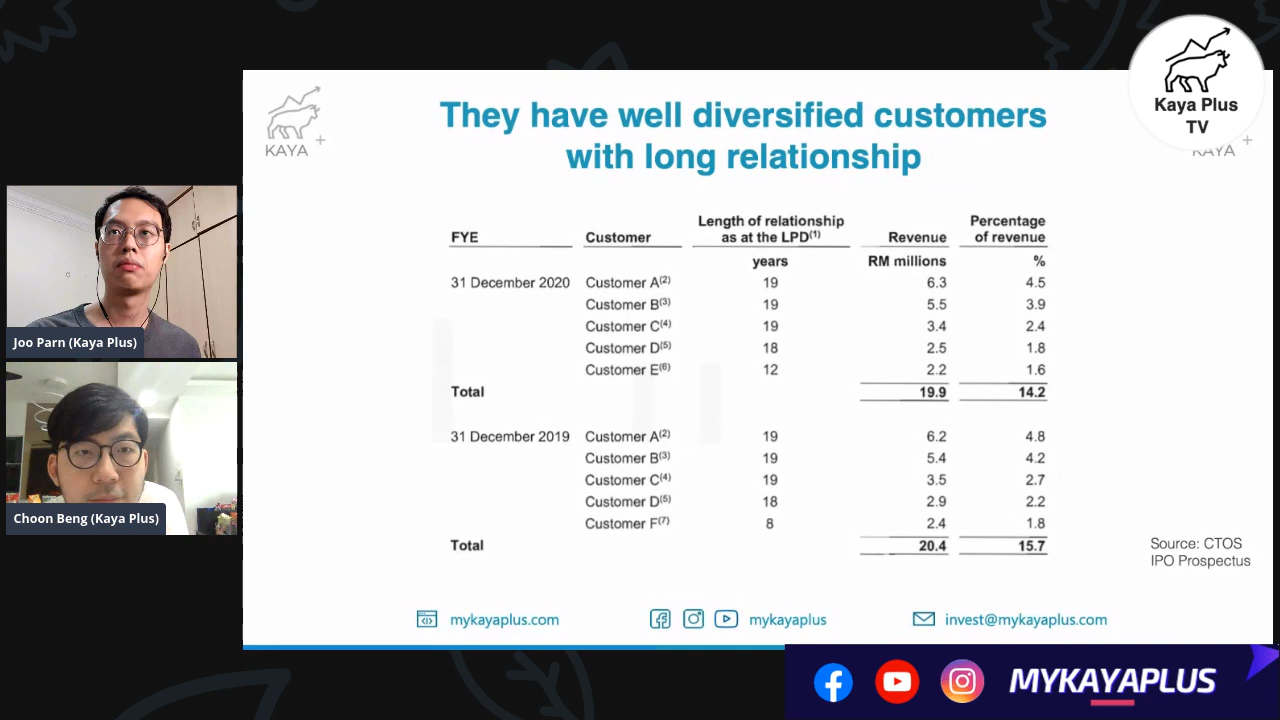 Kaya Plus
TV
KAYA
They have well diversified customers
with long relationship
Length of relationship
as at the LPD(1)
Percentage
of revenue
FYE Customer Revenue
years RM millions %
31 December 2020 Customer A(2) 19 6.3 4.5
Customer B(3) 19 5.5 3.9
Customer C(4) 19 3.4 2.4
Customer D(5) 18 2.5 1.8
Customer E(6) 12 2.2 1.6
Total 19.9 14.2
31 December 2019 Customer A(2) 19 6.2 4.8
Customer B(3) 19 5.4 4.2
Customer C(4) 19 3.5 2.7
Customer D(5) 18 2.9 2.2
Customer F(7) 8 2.4 1.8
Total 20.4 15.7
Source: CTOS
IPO Prospectus
mykayaplus.com mykayaplus invest@mykayaplus.com
Joo Parn (Kaya Plus)
Choon Beng (Kaya Plus)
KAYA
MYKAYAPLUS